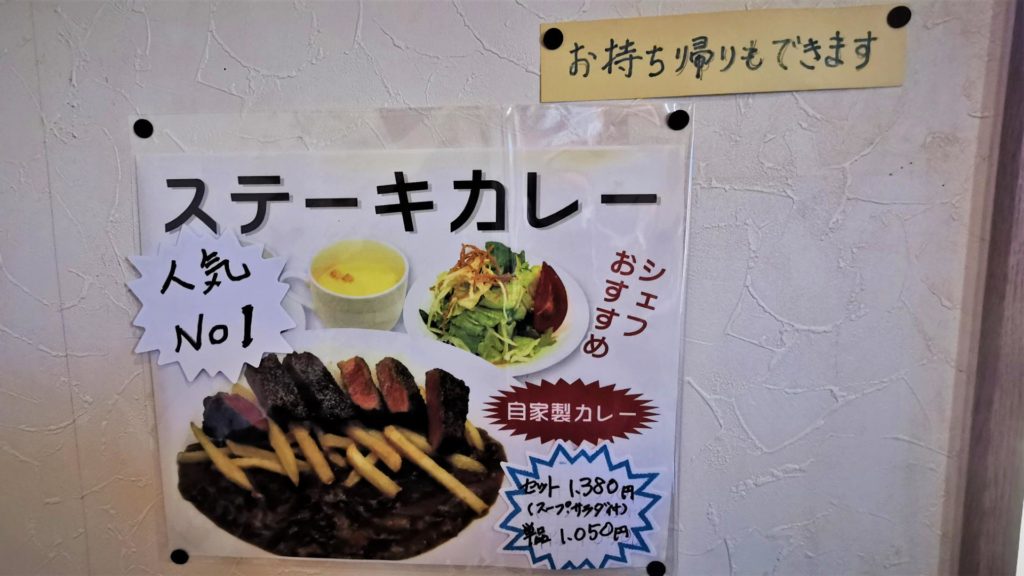 お持ち帰りもできます
ステーキカレー
人気
No1
シェフ
おすすめ
自家製カレー
セット 1.380円
(スープ・サラダ付)
単品 1.050円